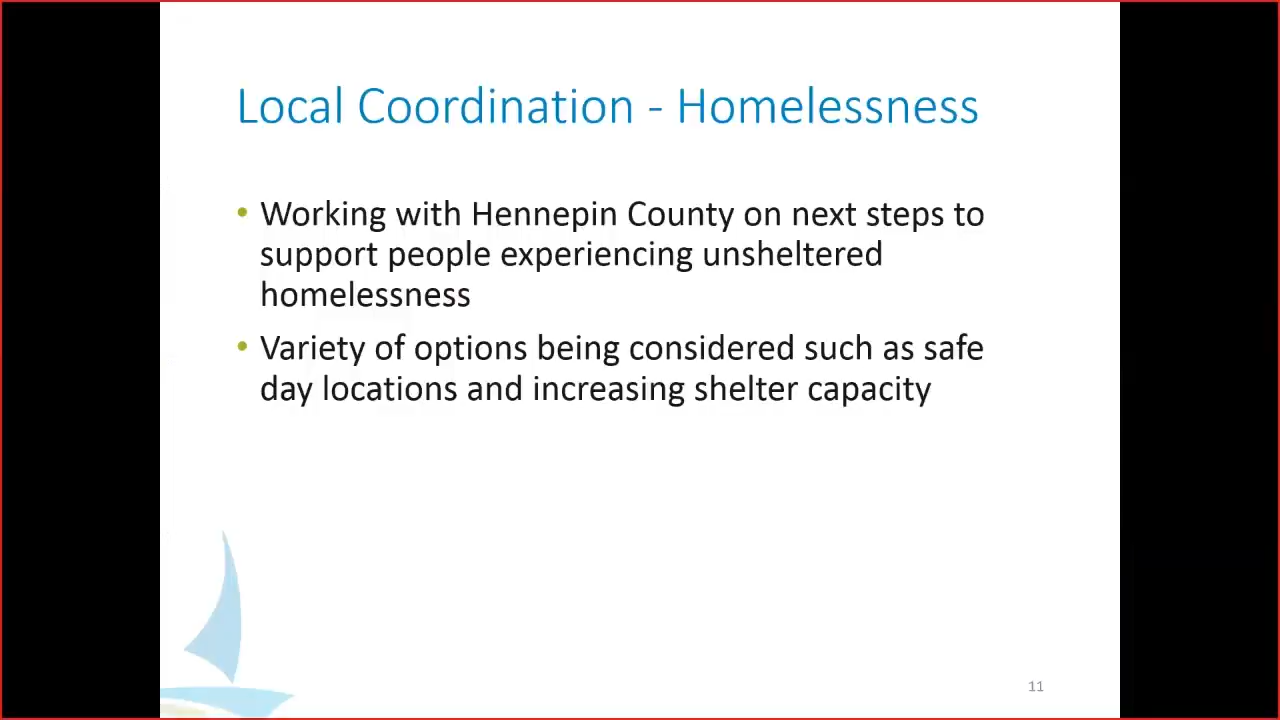 Local Coordination - Homelessness
• Working with Hennepin County on next steps to
support people experiencing unsheltered
homelessness
• Variety of options being considered such as safe
day locations and increasing shelter capacity
11